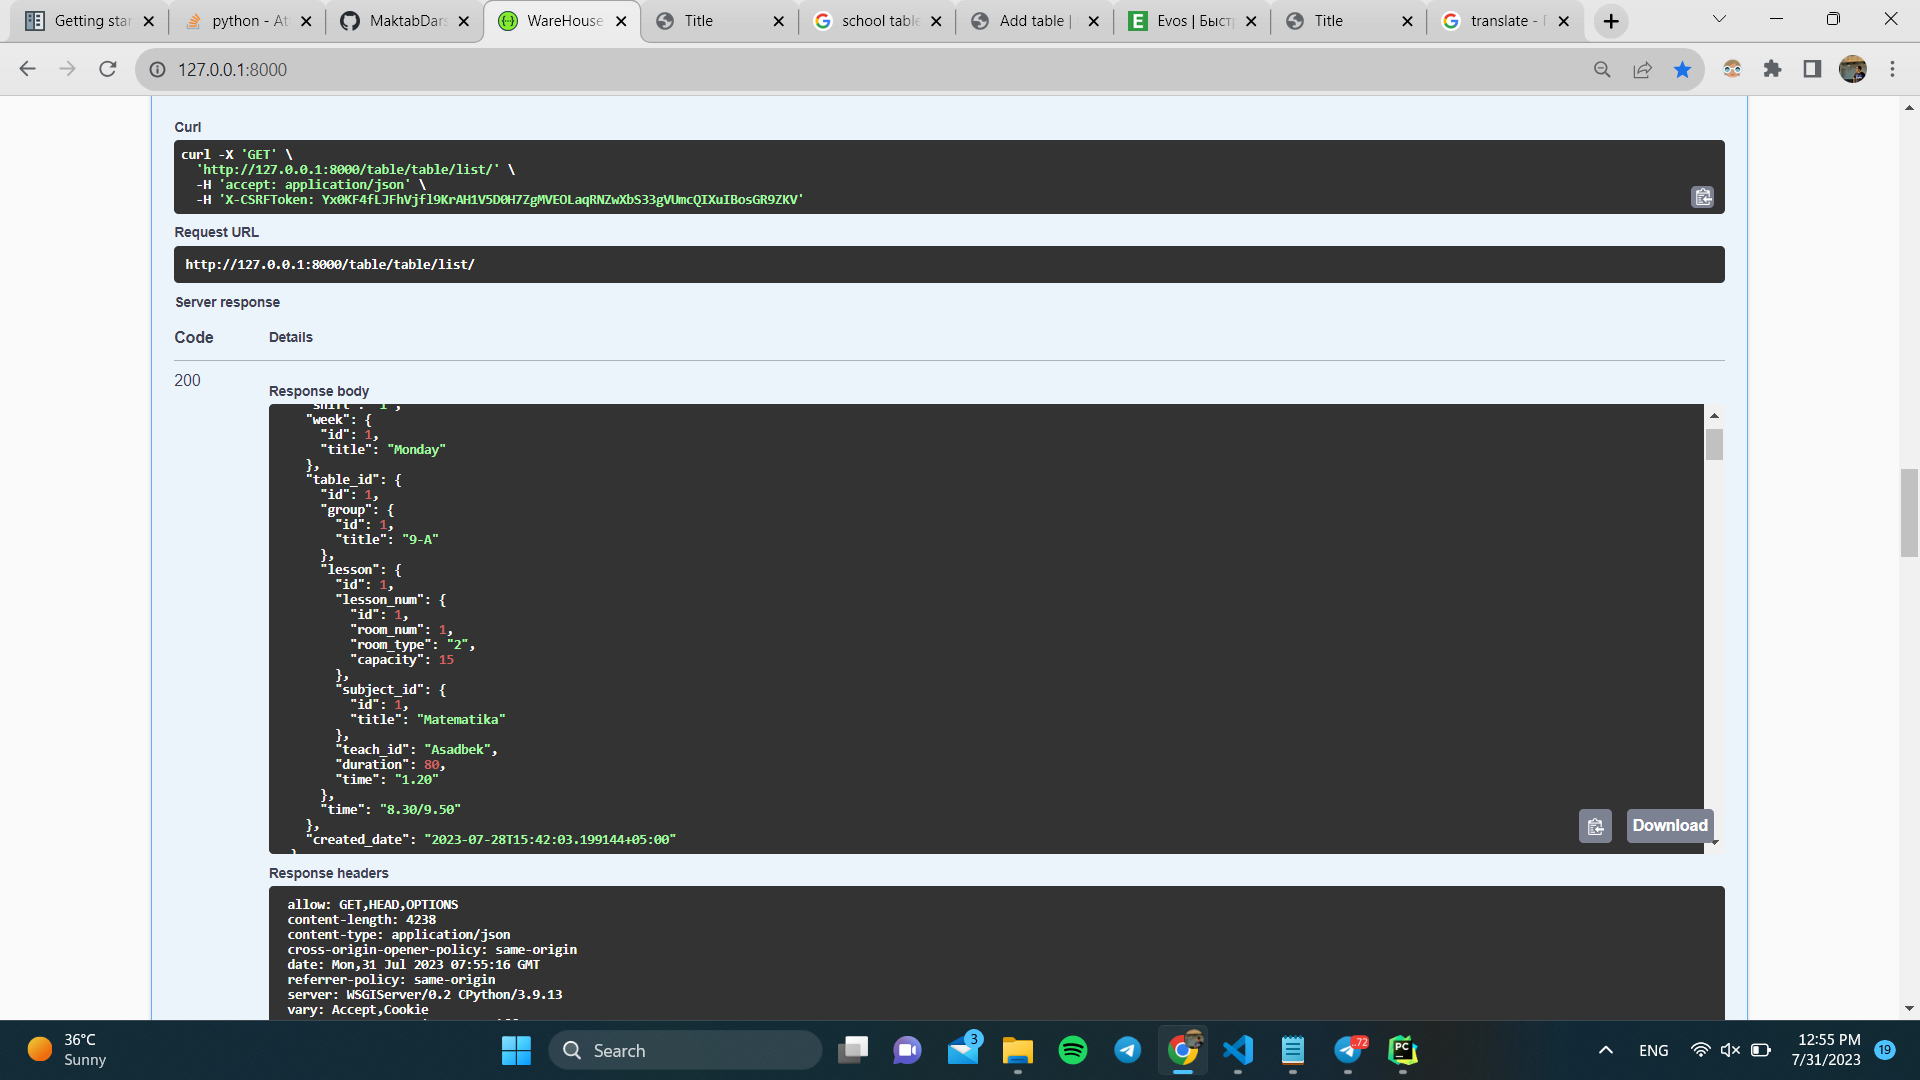 Getting star
python - At
MaktabDars
WareHouse
Title
school table
Add table |
Evos | Быст
Title
translate - П
127.0.0.1:8000
Curl
curl -X 'GET' \
'http://127.0.0.1:8000/table/table/list/' \
-H 'accept: application/json' \
-H 'X-CSRFToken: Yx0KF4fLJFhVjfl9KrAH1V5D0H7ZgMVEOLaqRNZwXbS33gVUmcQIXuIBosGR9ZKV'
Request URL
http://127.0.0.1:8000/table/table/list/
Server response
Code
Details
200
Response body
"shift": "1",
"week": {
"id": 1,
"title": "Monday"
},
"table_id": {
"id": 1,
"group": {
"id": 1,
"title": "9-A"
},
"lesson": {
"id": 1,
"lesson_num": {
"id": 1,
"room_num": 1,
"room_type": "2",
"capacity": 15
},
"subject_id": {
"id": 1,
"title": "Matematika"
},
"teach_id": "Asadbek",
"duration": 80,
"time": "1.20"
},
"time": "8.30/9.50"
},
"created_date": "2023-07-28T15:42:03.199144+05:00"
}
Download
Response headers
allow: GET,HEAD,OPTIONS
content-length: 4238
content-type: application/json
cross-origin-opener-policy: same-origin
date: Mon,31 Jul 2023 07:55:16 GMT
referrer-policy: same-origin
server: WSGIServer/0.2 CPython/3.9.13
vary: Accept,Cookie
36°C
Sunny
Search
3
72
PC
ENG
12:55 PM
7/31/2023
19